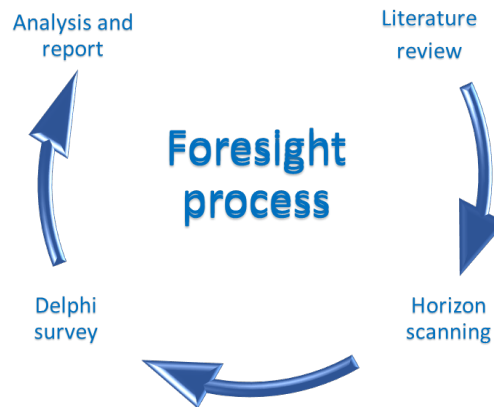 Analysis and
report
Literature
review
Foresight
process
Delphi
survey
Horizon
scanning